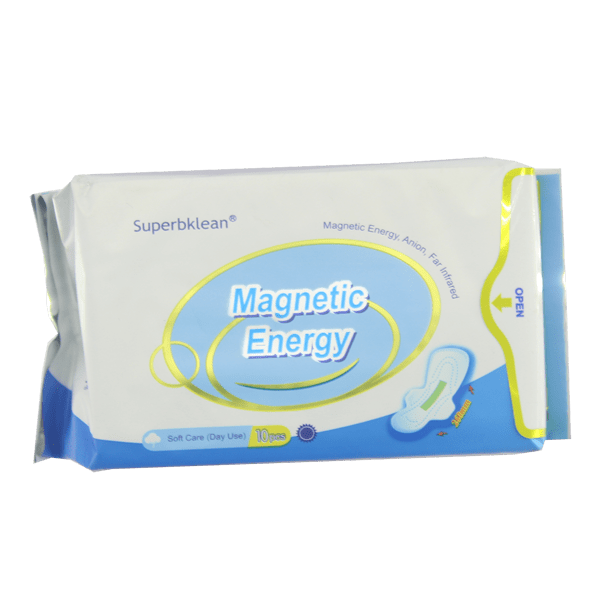 Superbklean®
Magnetic Energy, Anion, Far Infrared
Magnetic
Energy
OPEN
Soft Care (Day Use) 10pcs